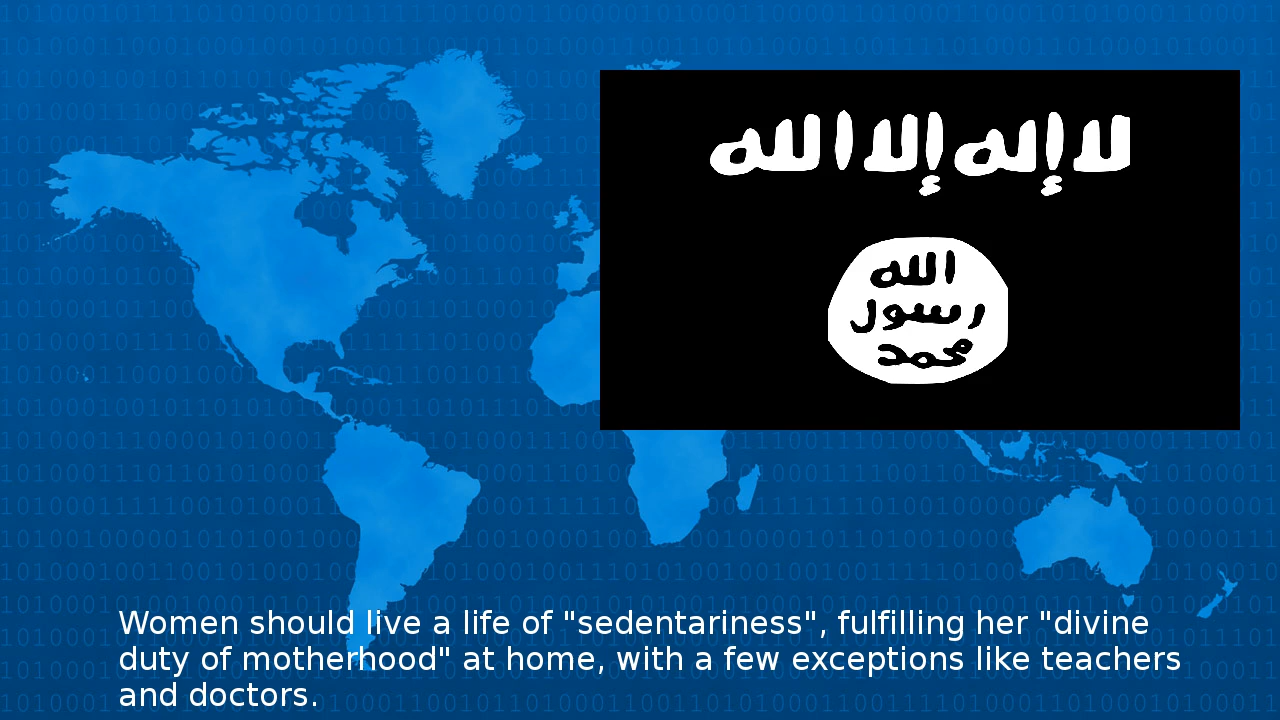 لا إله إلا الله
الله
رسول
محمد
Women should live a life of "sedentariness", fulfilling her "divine
duty of motherhood" at home, with a few exceptions like teachers
and doctors.